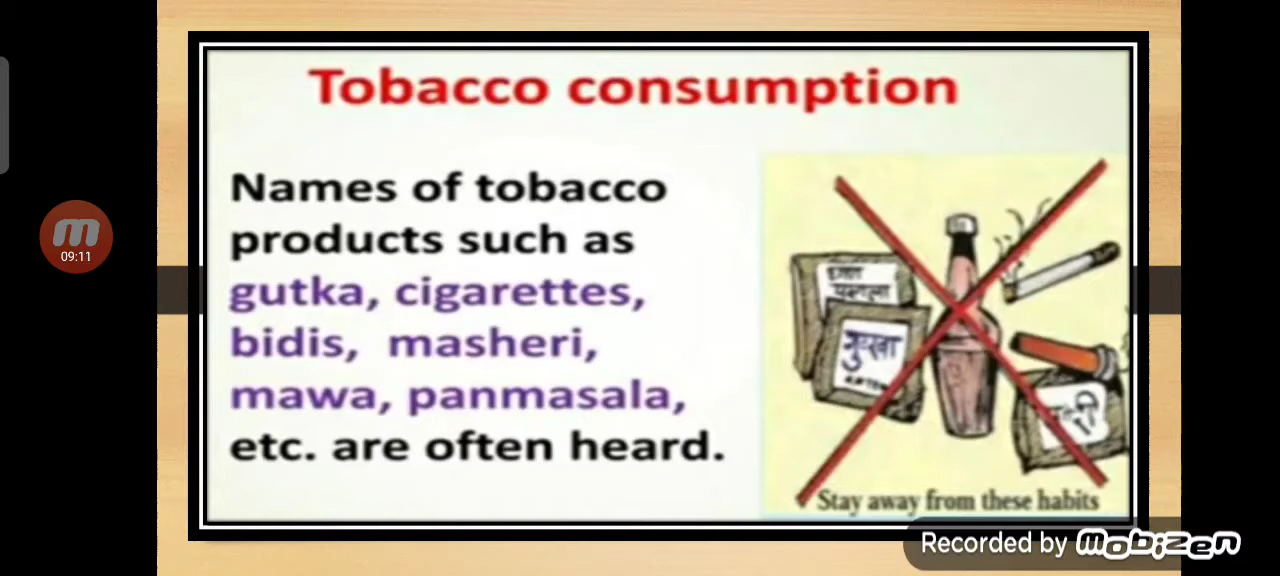 Tobacco consumption
Names of tobacco
products such as
gutka, cigarettes,
bidis, masheri,
mawa, panmasala,
etc. are often heard.
गुटखा
Stay away from these habits
m
09:11
Recorded by mobizen